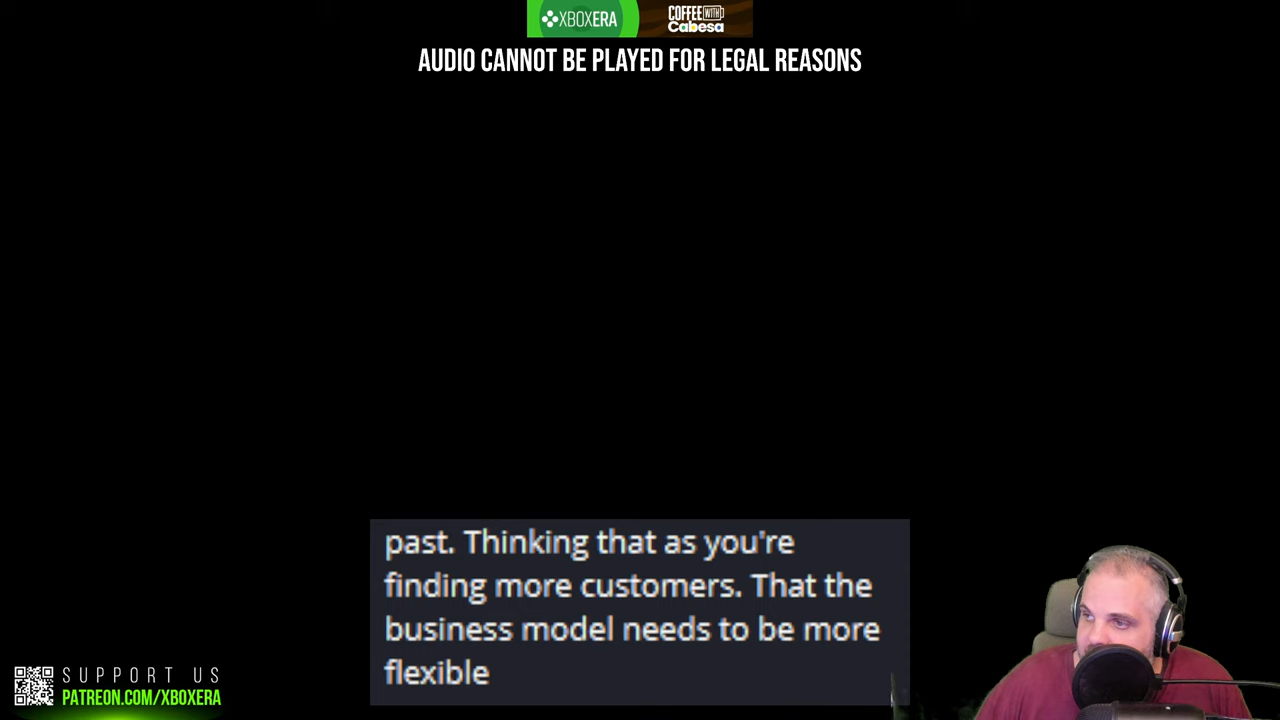 XBOXERA
COFFEE WITH
Cabesa
AUDIO CANNOT BE PLAYED FOR LEGAL REASONS
past. Thinking that as you're
finding more customers. That the
business model needs to be more
flexible
SUPPORT US
PATREON.COM/XBOXERA